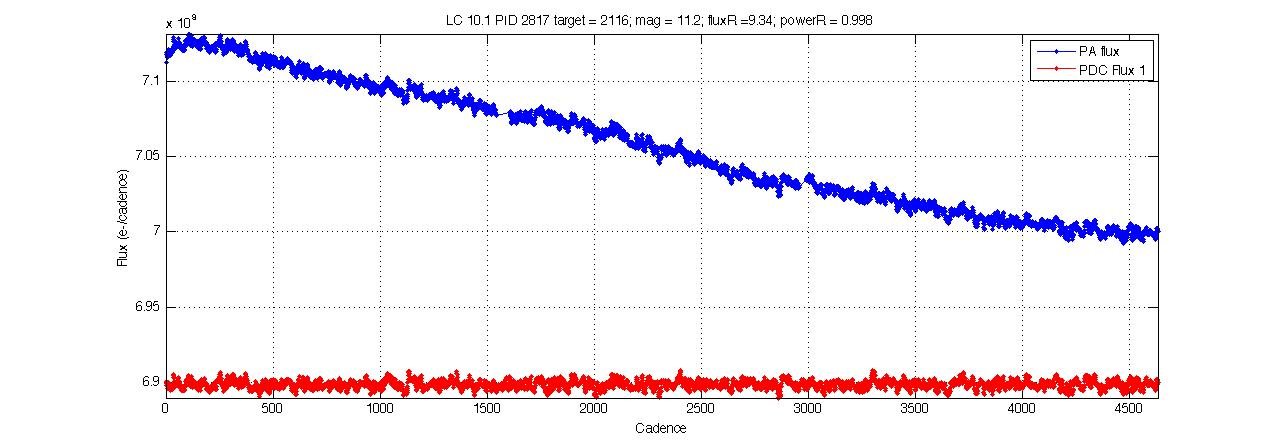 LC 10.1 PID 2817 target = 2116; mag = 11.2; fluxR =9.34; powerR = 0.998
x 10^9
PA flux
PDC Flux 1
7.1
7.05
7
6.95
6.9
Flux (e-/cadence)
0 500 1000 1500 2000 2500 3000 3500 4000 4500
Cadence